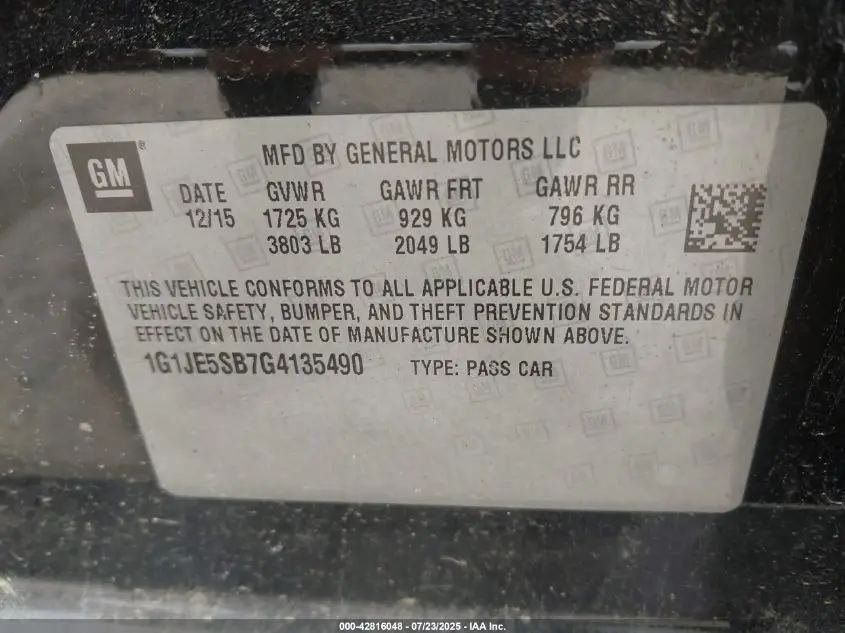 GM
MFD BY GENERAL MOTORS LLC
DATE GVWR GAWR FRT GAWR RR
12/15 1725 KG 929 KG 796 KG
3803 LB 2049 LB 1754 LB
THIS VEHICLE CONFORMS TO ALL APPLICABLE U.S. FEDERAL MOTOR
VEHICLE SAFETY, BUMPER, AND THEFT PREVENTION STANDARDS IN
EFFECT ON THE DATE OF MANUFACTURE SHOWN ABOVE.
1G1JE5SB7G4135490 TYPE: PASS CAR
000-42816048 - 07/23/2025 - IAA Inc.